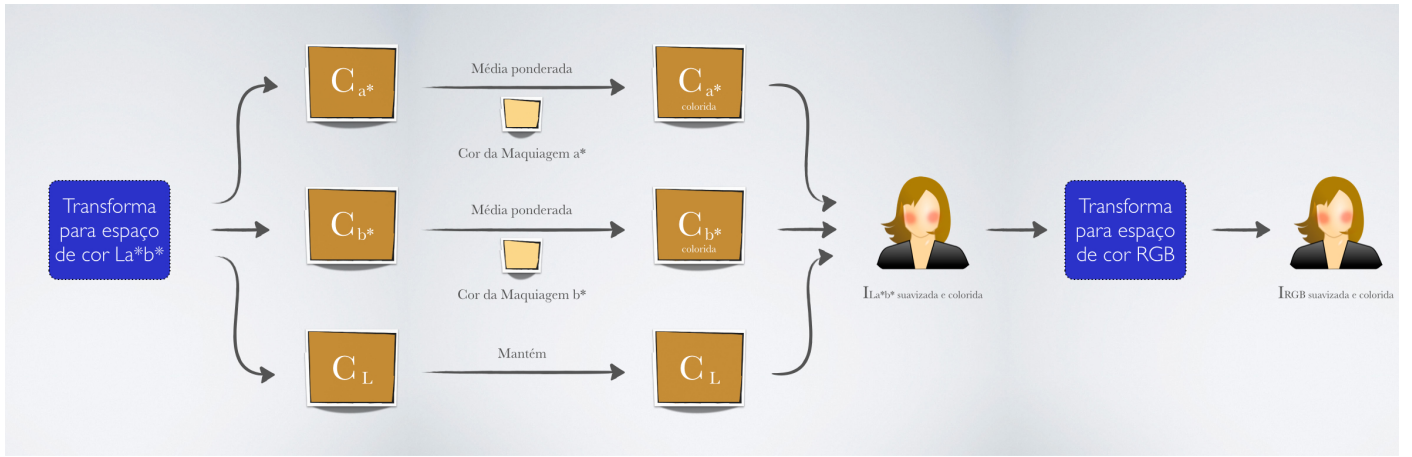 Transforma
para espaço
de cor La*b*
C a*
Média ponderada
Cor da Maquiagem a*
C a*
colorida
C b*
Média ponderada
Cor da Maquiagem b*
C b*
colorida
C L
Mantém
C L
ILa*b* suavizada e colorida
Transforma
para espaço
de cor RGB
IRGB suavizada e colorida